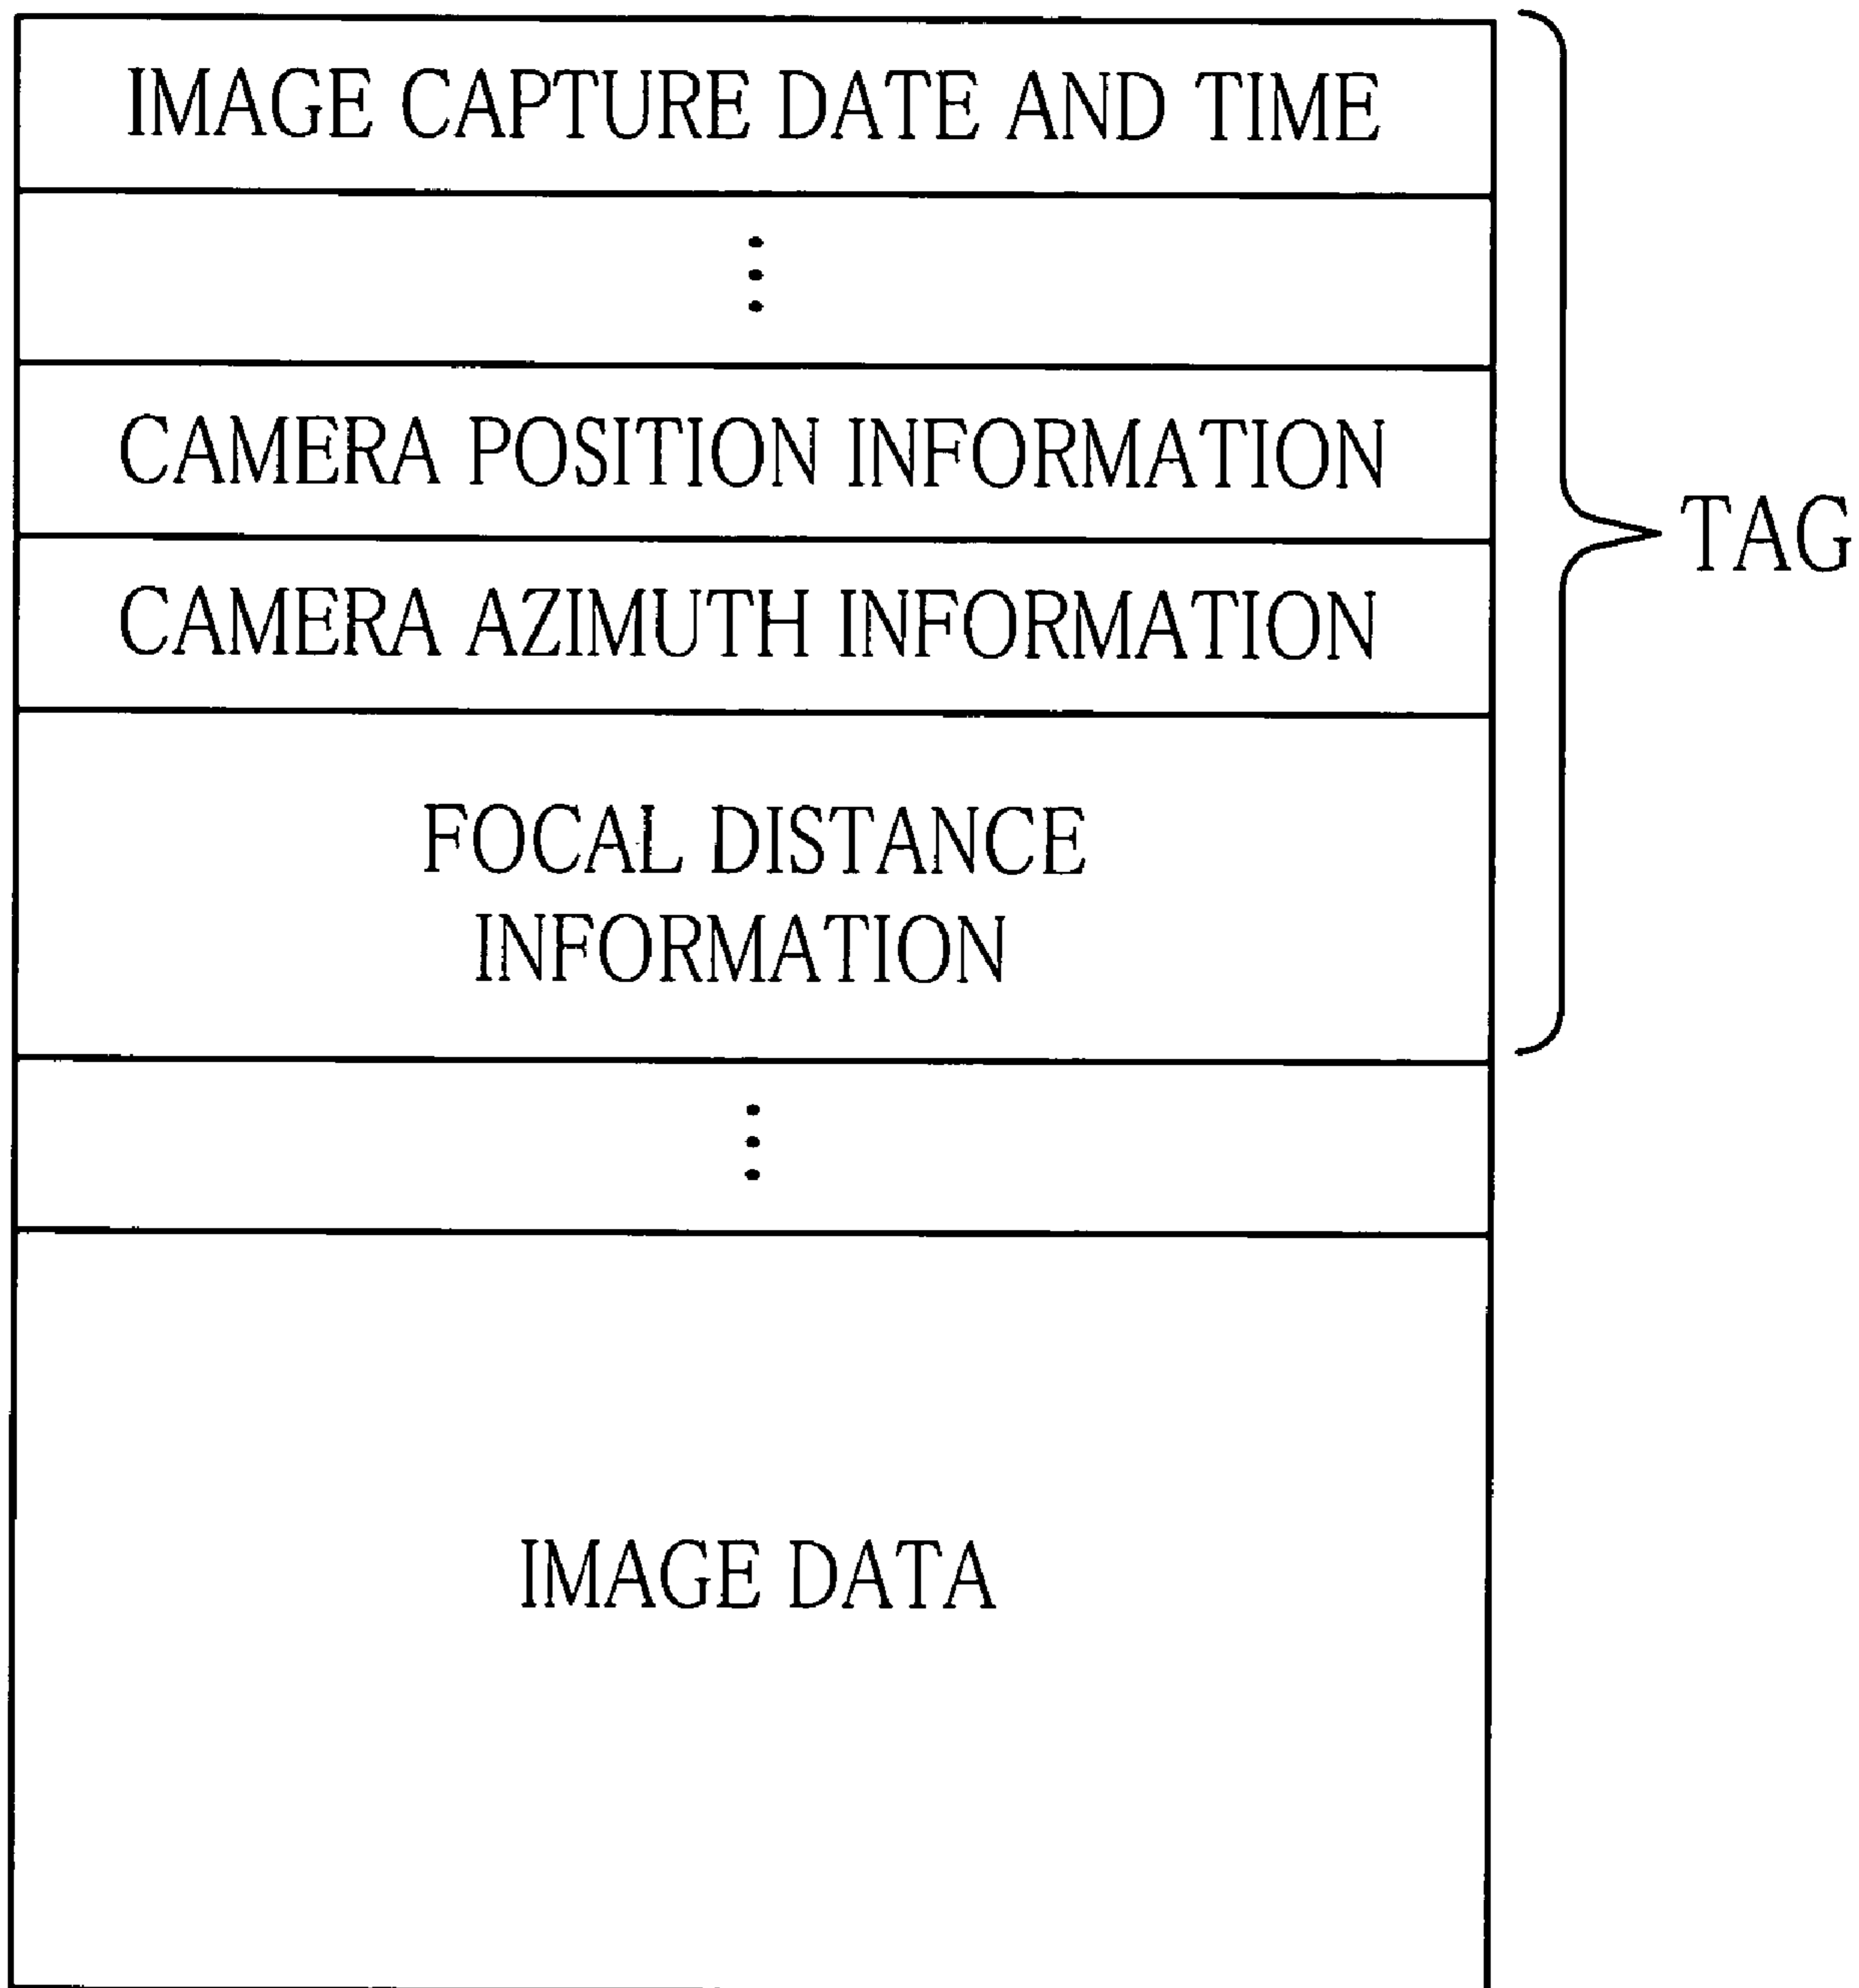 IMAGE CAPTURE DATE AND TIME
⋮
CAMERA POSITION INFORMATION
CAMERA AZIMUTH INFORMATION
TAG
FOCAL DISTANCE
INFORMATION
⋮
IMAGE DATA